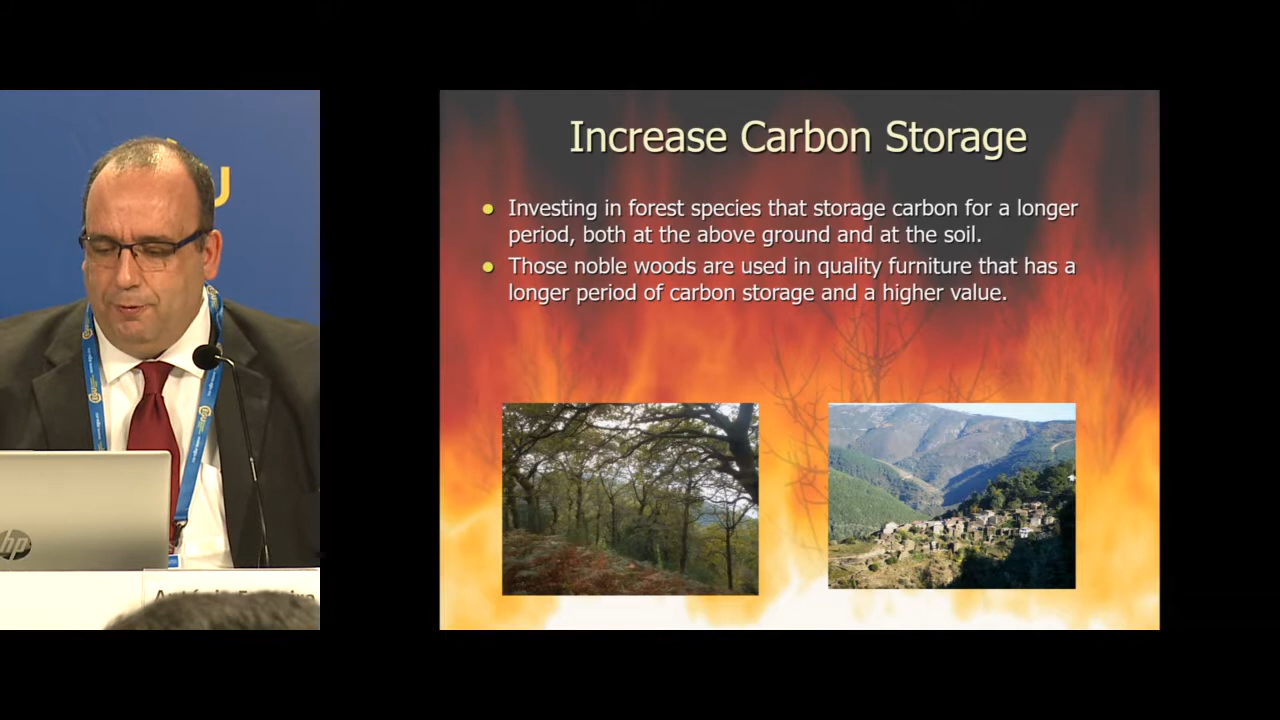 Increase Carbon Storage
Investing in forest species that storage carbon for a longer
period, both at the above ground and at the soil.
Those noble woods are used in quality furniture that has a
longer period of carbon storage and a higher value.
hp